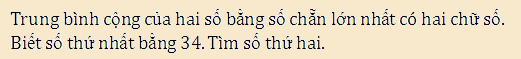 Trung bình cộng của hai số bằng số chẵn lớn nhất có hai chữ số.
Biết số thứ nhất bằng 34. Tìm số thứ hai.